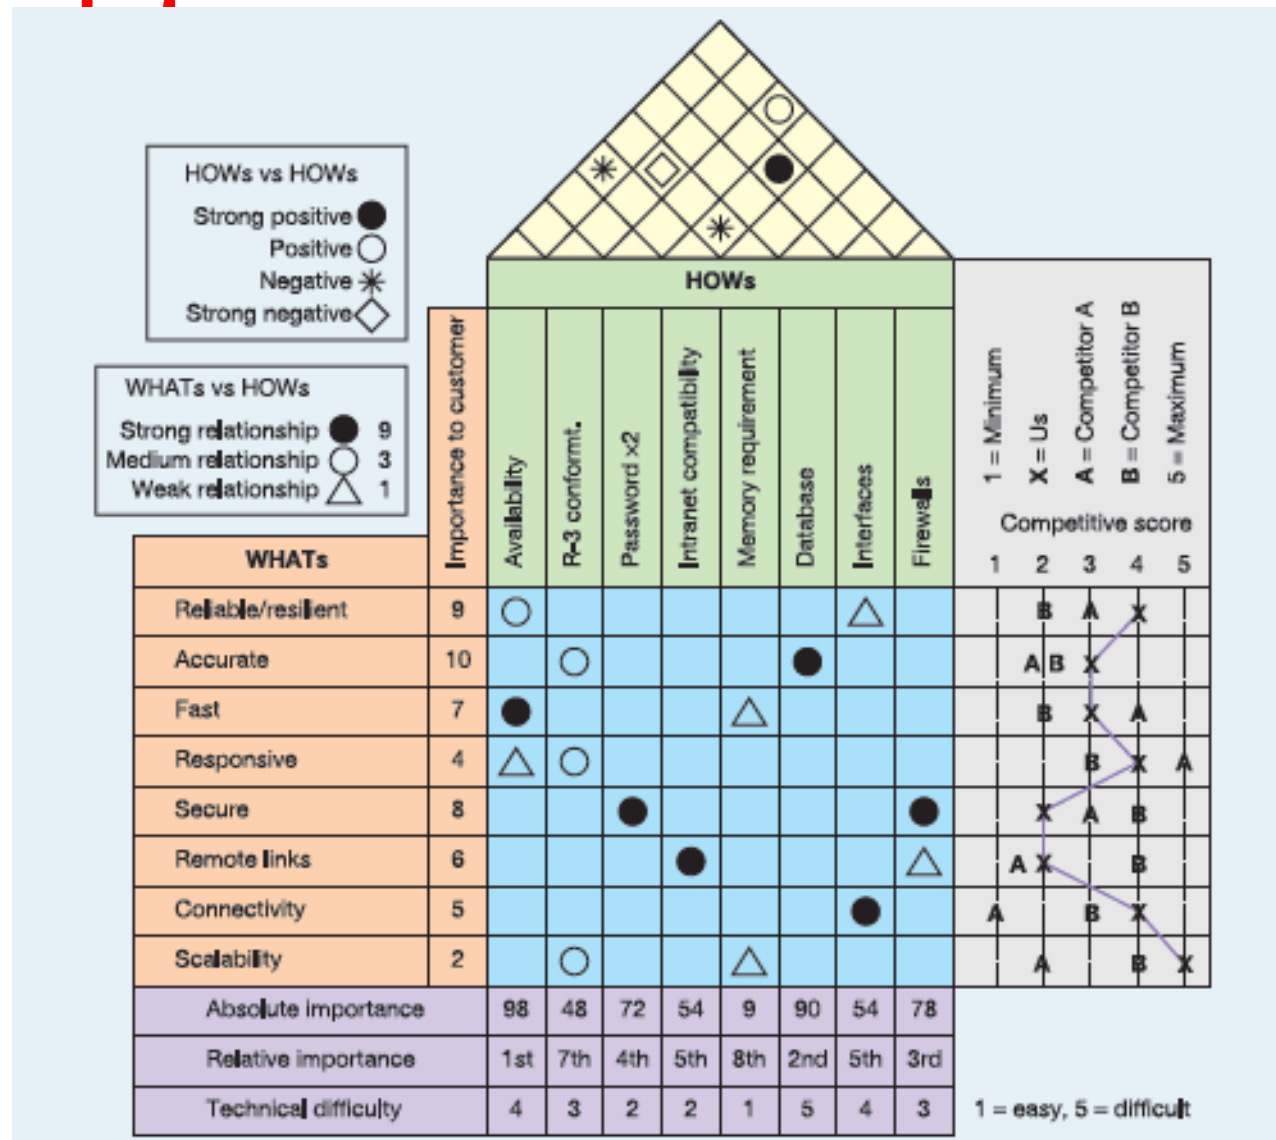 HOWs vs HOWs
Strong positive
Positive
Negative
Strong negative
WHATs vs HOWs
Strong relationship 9
Medium relationship 3
Weak relationship 1
HOWs
Importance to customer
Availability
R-3 conformt.
Password x2
Intranet compatibility
Memory requirement
Database
Interfaces
Firewalls
1 = Minimum
X = Us
A = Competitor A
B = Competitor B
5 = Maximum
Competitive score
WHATs 1 2 3 4 5
Reliable/resilient 9 B A X
Accurate 10 A B X
Fast 7 B X A
Responsive 4 B X A
Secure 8 X A B
Remote links 6 A X B
Connectivity 5 A B X
Scalability 2 A B X
Absolute importance 98 48 72 54 9 90 54 78
Relative importance 1st 7th 4th 5th 8th 2nd 5th 3rd
Technical difficulty 4 3 2 2 1 5 4 3 1 = easy, 5 = difficult